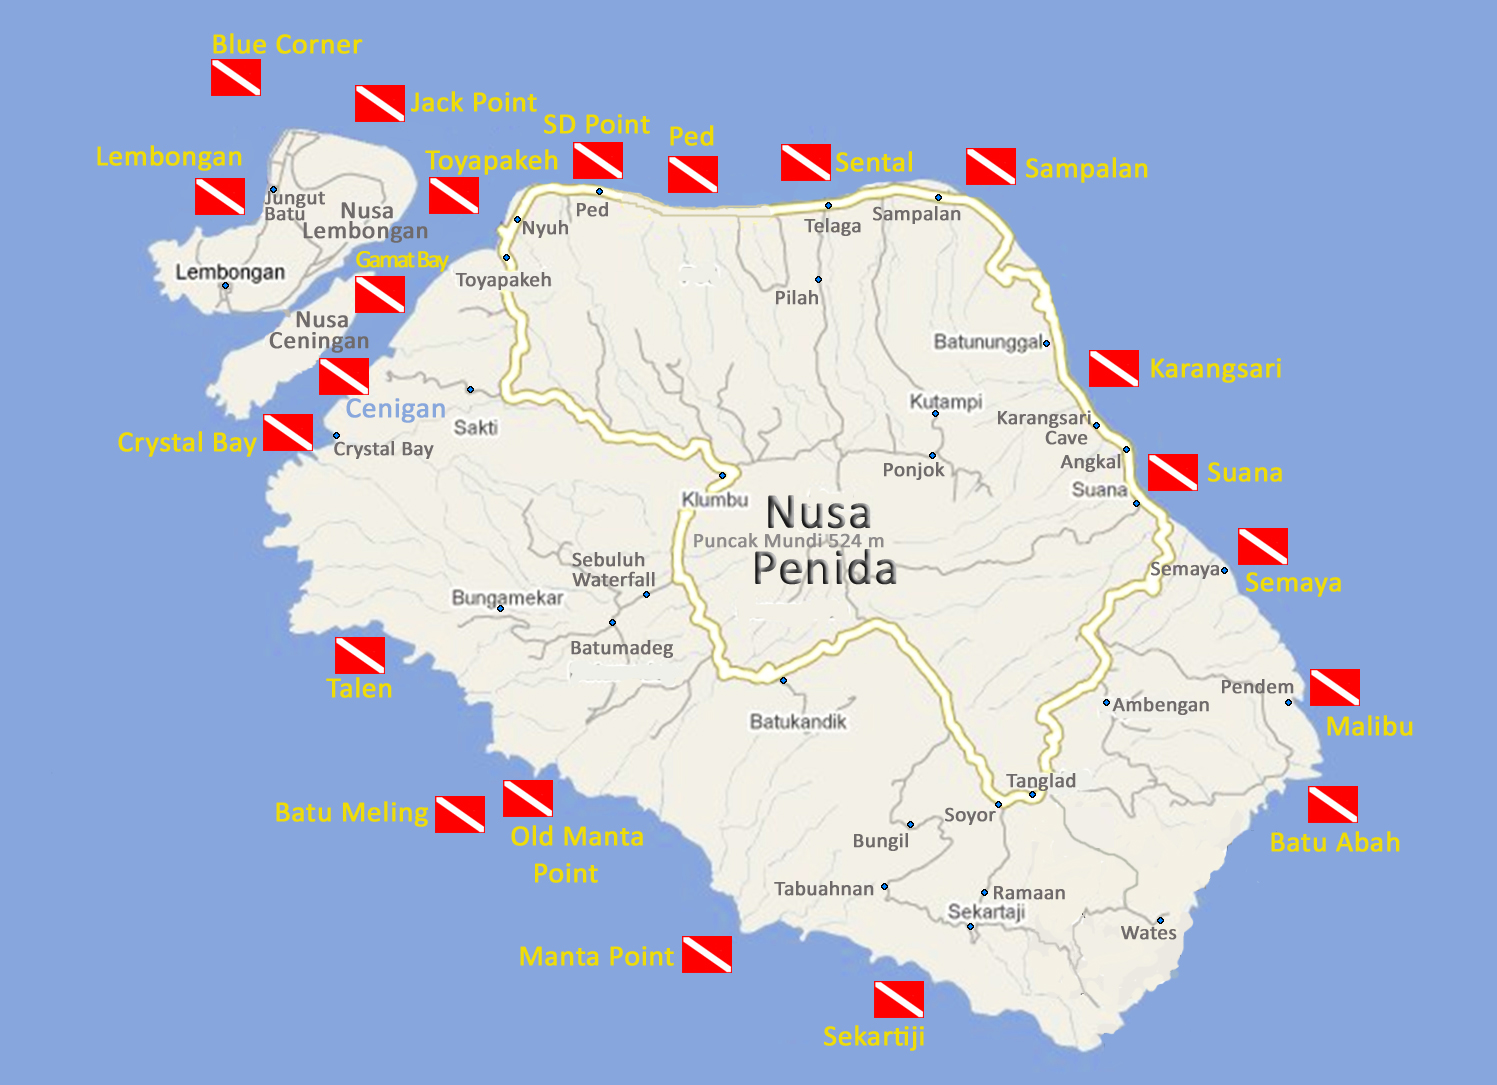 Blue Corner
Jack Point
SD Point
Ped
Lembongan
Toyapakeh
Sental
Sampalan
Jungut
Batu
Nusa
Lembongan
Ped
Nyuh
Telaga
Sampalan
Gamat Bay
Lembongan
Toyapakeh
Pilah
Nusa
Ceningan
Batununggal
Karangsari
Cenigan
Kutampi
Sakti
Karangsari
Cave
Crystal Bay
Crystal Bay
Angkal
Ponjok
Suana
Suana
Klumbu
Nusa
Puncak Mundi 524 m
Penida
Sebuluh
Waterfall
Semaya
Semaya
Bungamekar
Batumadeg
Talen
Pendem
Ambengan
Batukandik
Malibu
Tanglad
Batu Meling
Soyor
Old Manta
Point
Bungil
Batu Abah
Tabuahnan
Ramaan
Sekartaji
Wates
Manta Point
Sekartiji